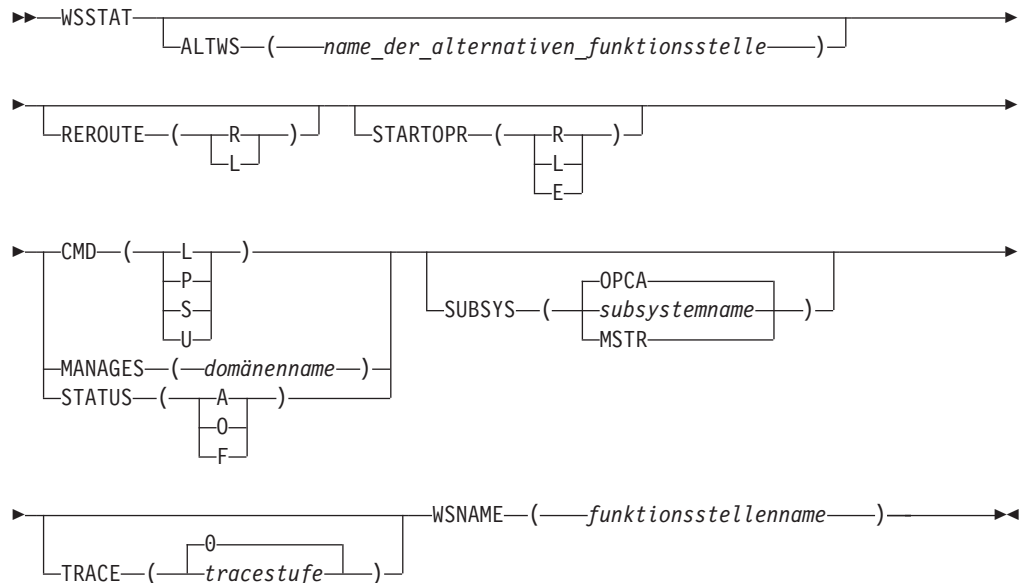 WSSTAT
ALTWS ( name_der_alternativen_funktionsstelle )
REROUTE ( R ) STARTOPR ( R )
L L
E
CMD ( L ) OPCA
P SUBSYS ( subsystemname )
S MSTR
U
MANAGES ( domänenname )
STATUS ( A )
O
F
WSNAME ( funktionsstellenname )
0
TRACE ( tracestufe )